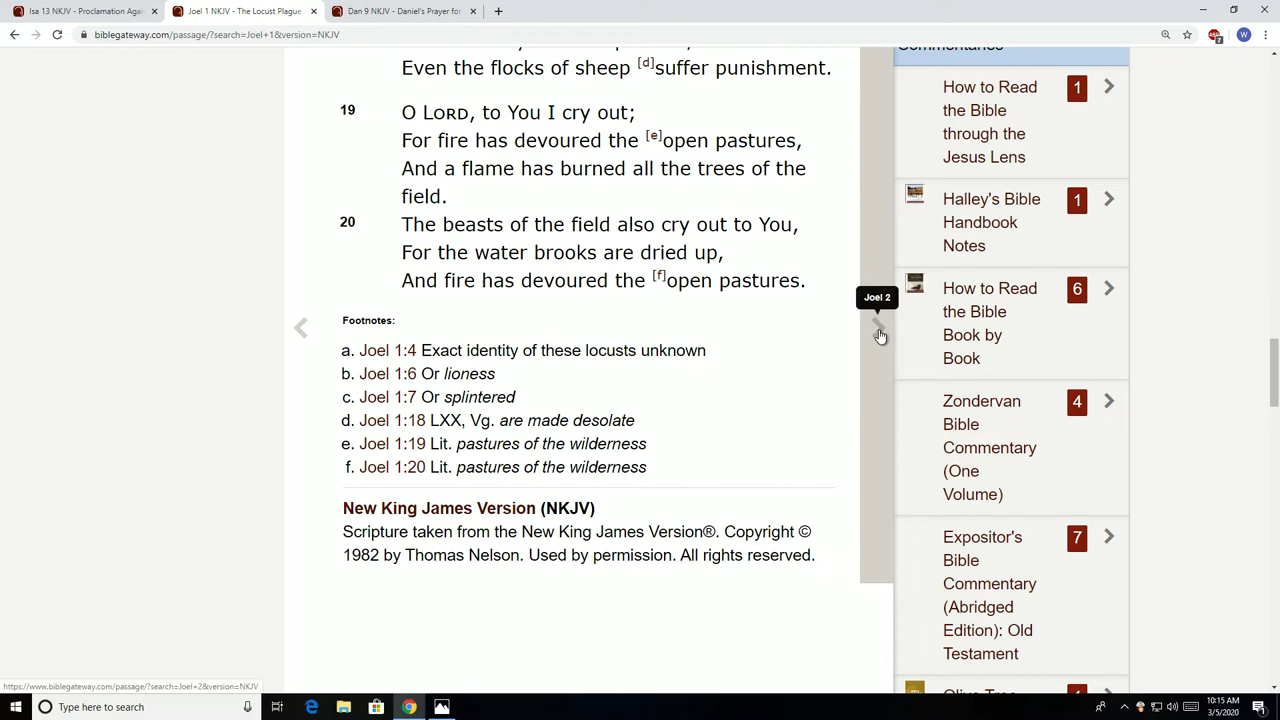 Isa 13 NKJV - Proclamation Aga
Joel 1 NKJV - The Locust Plague
Dan 9 NKJV - Daniel's Prayer for
biblegateway.com/passage/?search=Joel+1&version=NKJV
7
W
Even the flocks of sheep [d]suffer punishment.
19 O LORD, to You I cry out;
For fire has devoured the [e]open pastures,
And a flame has burned all the trees of the
field.
20 The beasts of the field also cry out to You,
For the water brooks are dried up,
And fire has devoured the [f]open pastures.
Joel 2
Footnotes:
a. Joel 1:4 Exact identity of these locusts unknown
b. Joel 1:6 Or lioness
c. Joel 1:7 Or splintered
d. Joel 1:18 LXX, Vg. are made desolate
e. Joel 1:19 Lit. pastures of the wilderness
f. Joel 1:20 Lit. pastures of the wilderness
New King James Version (NKJV)
Scripture taken from the New King James Version®. Copyright ©
1982 by Thomas Nelson. Used by permission. All rights reserved.
Commentaries
How to Read 1
the Bible
through the
Jesus Lens
Halley's Bible 1
Handbook
Notes
How to Read 6
the Bible
Book by
Book
Zondervan 4
Bible
Commentary
(One
Volume)
Expositor's 7
Bible
Commentary
(Abridged
Edition): Old
Testament
Olive Tree
https://www.biblegateway.com/passage/?search=Joel+2&version=NKJV
Type here to search
10:15 AM
3/5/2020
1